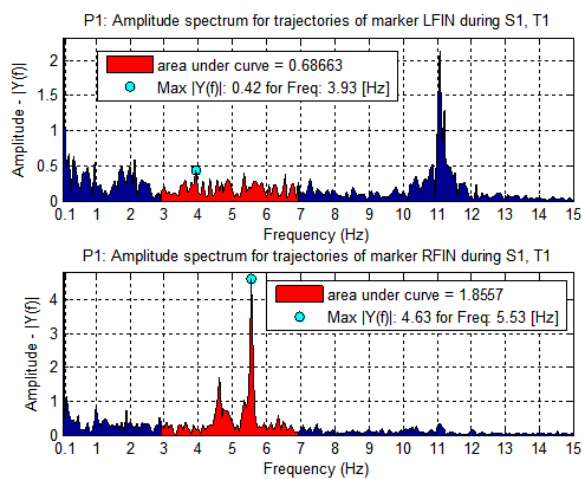 P1: Amplitude spectrum for trajectories of marker LFIN during S1, T1
Amplitude - |Y(f)|
2
1.5
1
0.5
0
area under curve = 0.68663
Max |Y(f)|: 0.42 for Freq: 3.93 [Hz]
0.1 1 2 3 4 5 6 7 8 9 10 11 12 13 14 15
Frequency (Hz)
P1: Amplitude spectrum for trajectories of marker RFIN during S1, T1
Amplitude - |Y(f)|
4
3
2
1
0
area under curve = 1.8557
Max |Y(f)|: 4.63 for Freq: 5.53 [Hz]
0.1 1 2 3 4 5 6 7 8 9 10 11 12 13 14 15
Frequency (Hz)